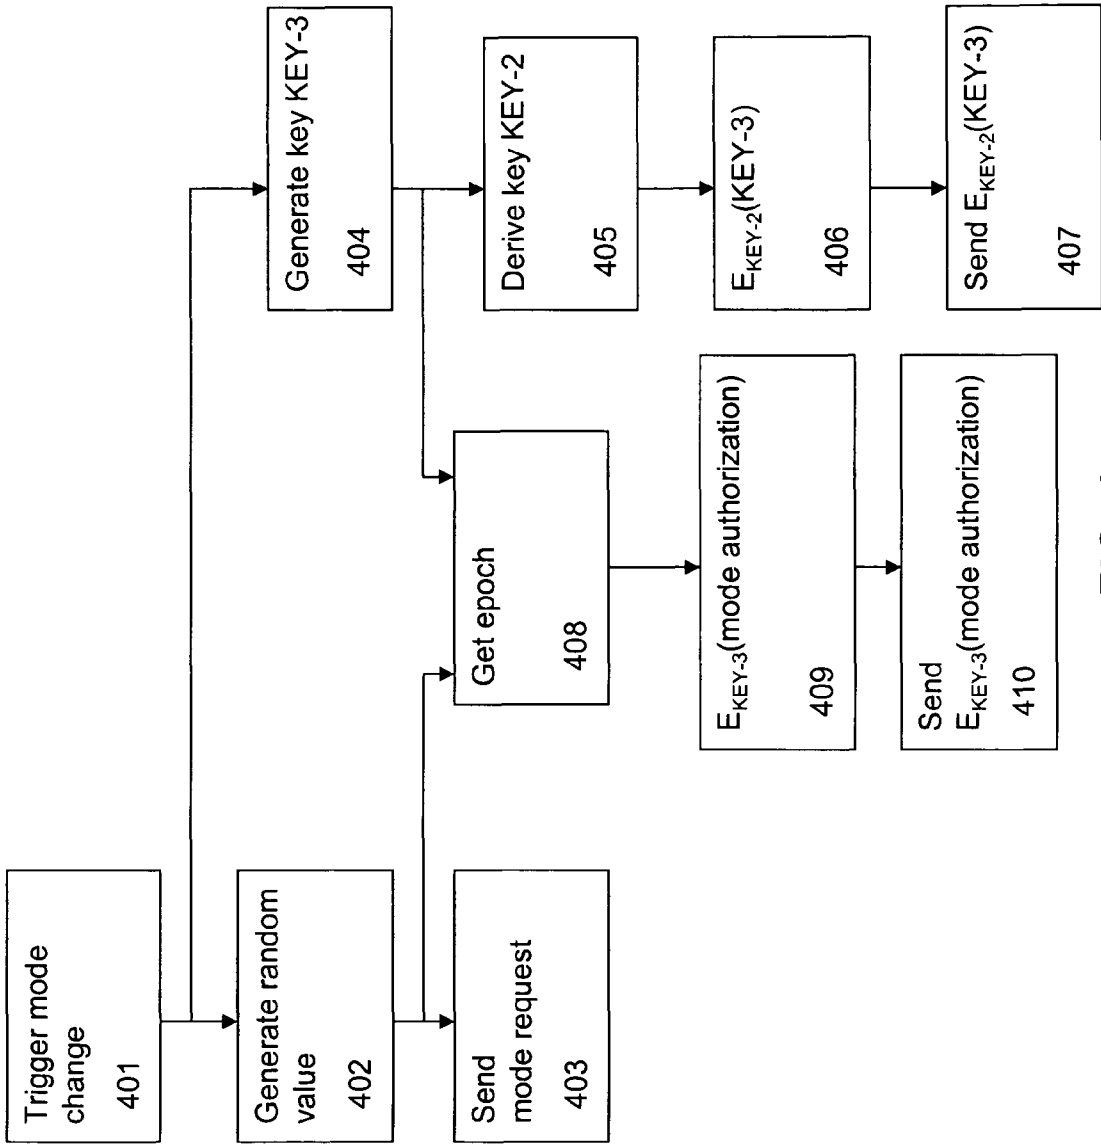 Trigger mode
change
401
Generate random
value
402
Send
mode request
403
Get epoch
408
E_KEY-3(mode authorization)
409
Send
E_KEY-3(mode authorization)
410
Generate key KEY-3
404
Derive key KEY-2
405
E_KEY-2(KEY-3)
406
Send E_KEY-2(KEY-3)
407